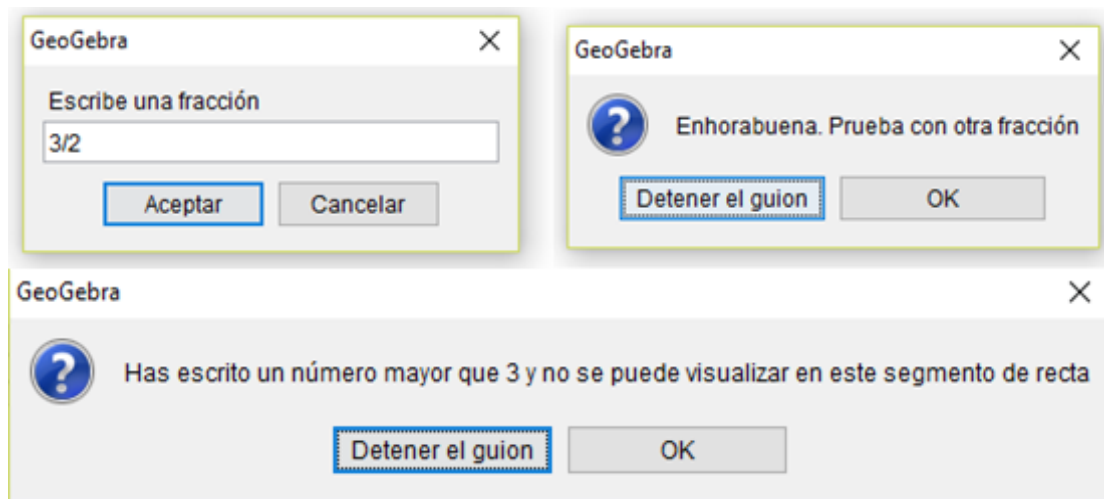 GeoGebra
Escribe una fracción
3/2
Aceptar
Cancelar
GeoGebra
Enhorabuena. Prueba con otra fracción
Detener el guion
OK
GeoGebra
Has escrito un número mayor que 3 y no se puede visualizar en este segmento de recta
Detener el guion
OK